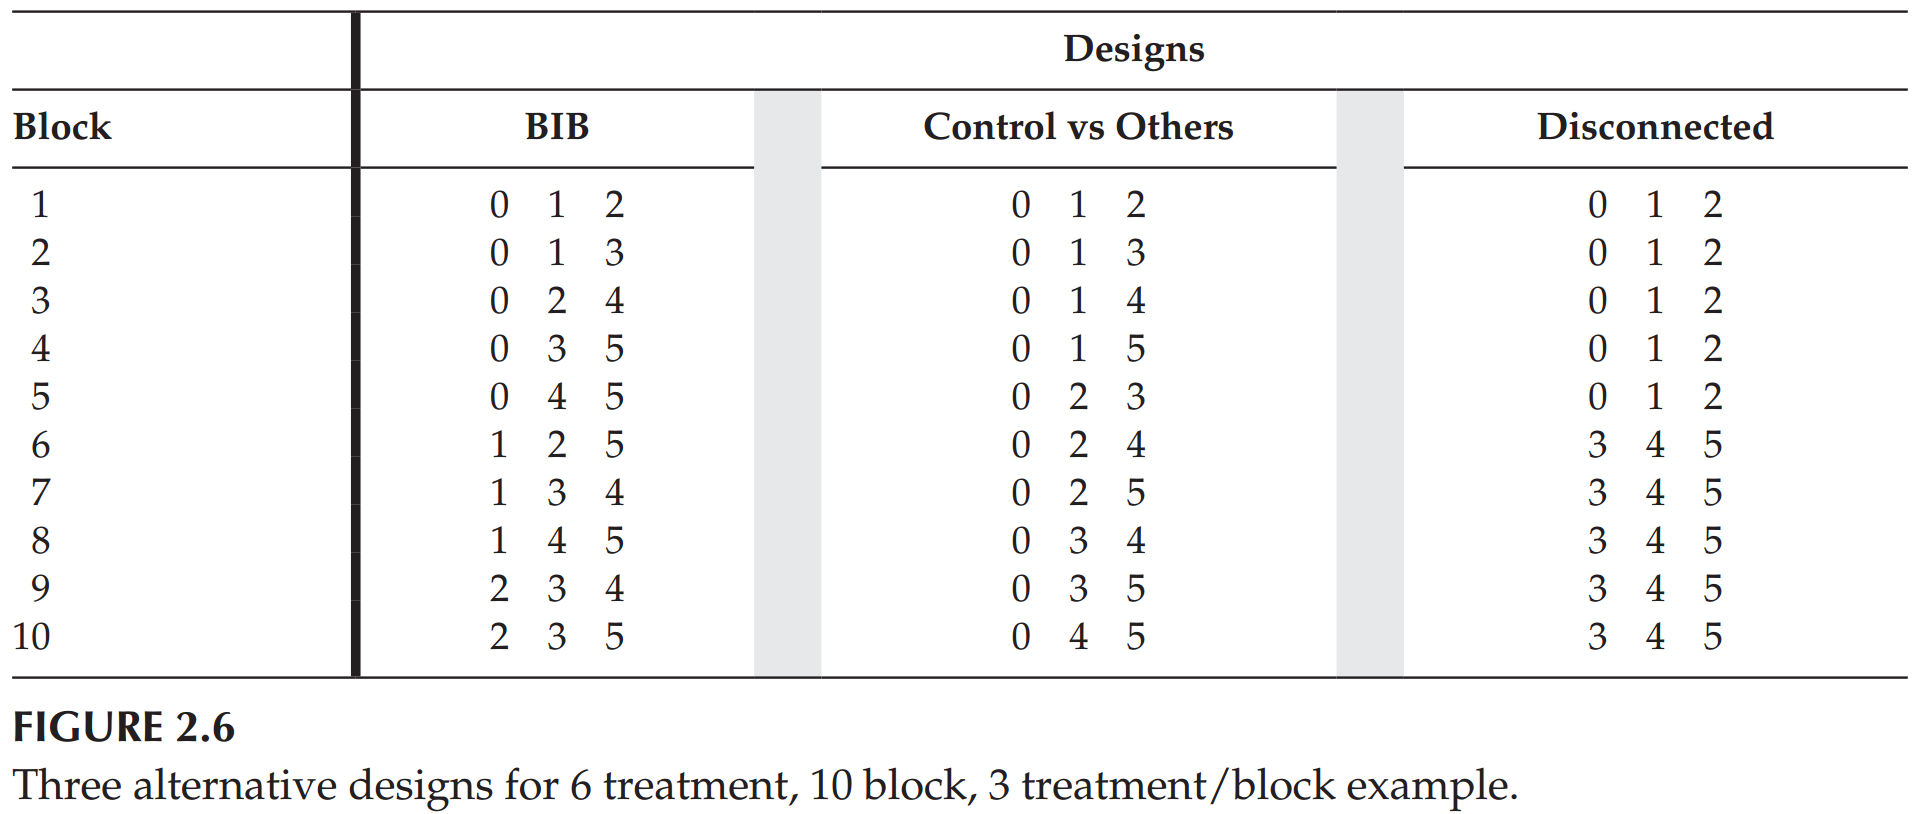 Designs
Block BIB Control vs Others Disconnected
1 0 1 2 0 1 2 0 1 2
2 0 1 3 0 1 3 0 1 2
3 0 2 4 0 1 4 0 1 2
4 0 3 5 0 1 5 0 1 2
5 0 4 5 0 2 3 0 1 2
6 1 2 5 0 2 4 3 4 5
7 1 3 4 0 2 5 3 4 5
8 1 4 5 0 3 4 3 4 5
9 2 3 4 0 3 5 3 4 5
10 2 3 5 0 4 5 3 4 5
FIGURE 2.6
Three alternative designs for 6 treatment, 10 block, 3 treatment/block example.